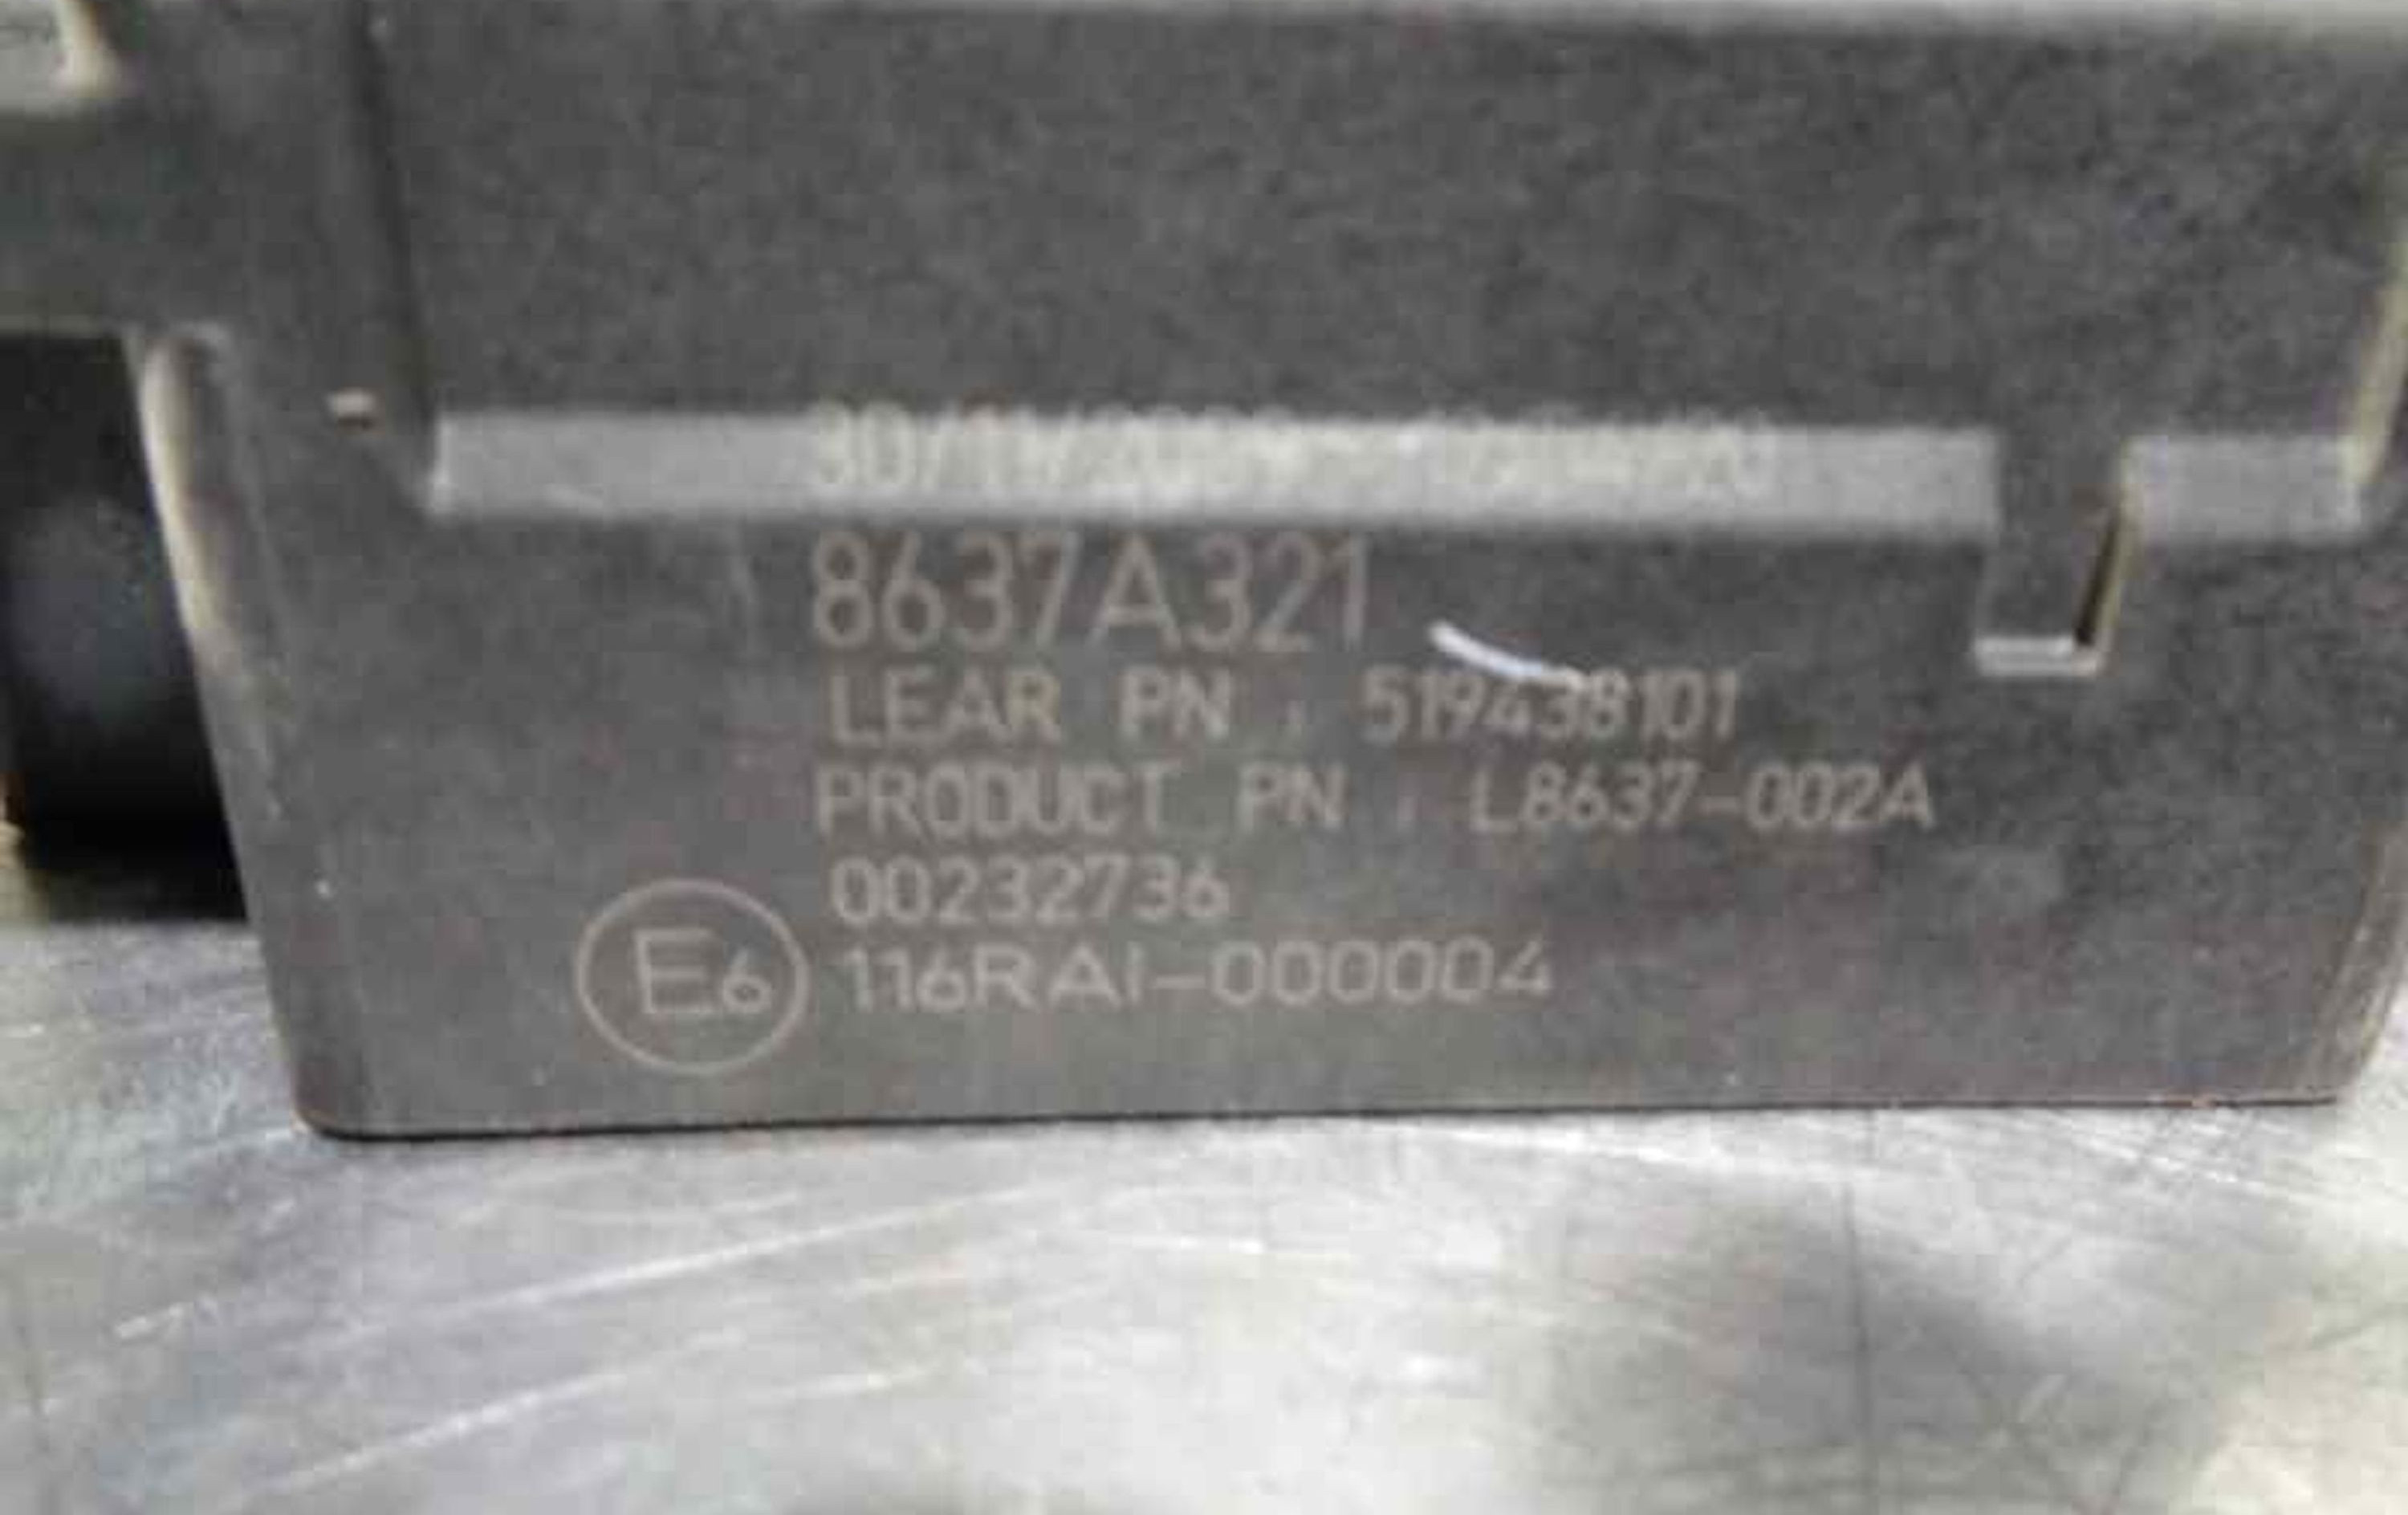 8637A321
LEAR PN : 519438101
PRODUCT PN : L8637-002A
00232736
E6 116RAI-000004